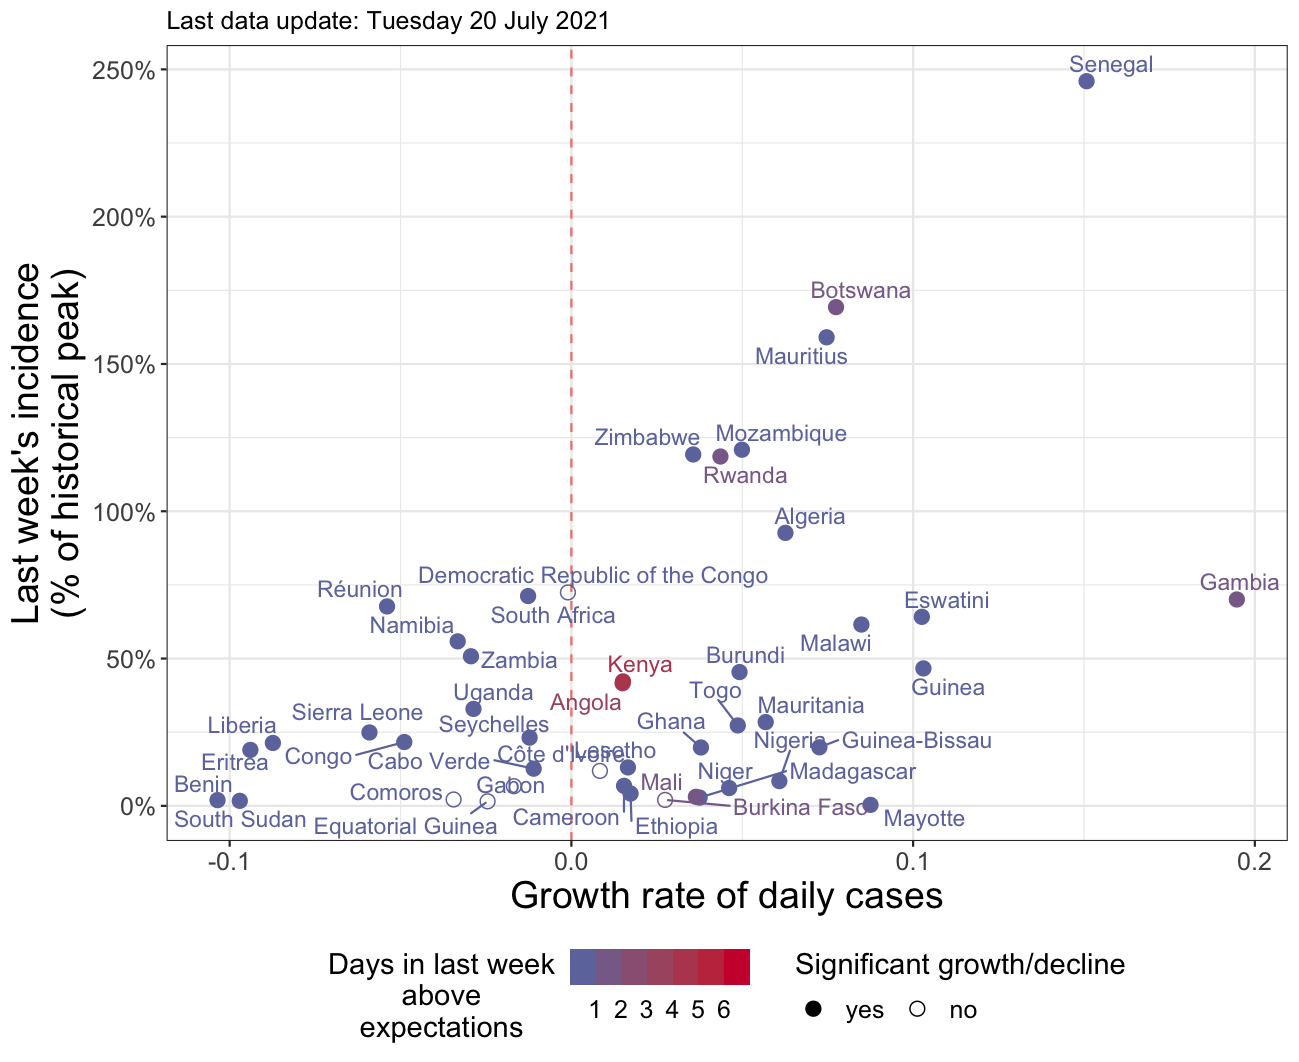 Last data update: Tuesday 20 July 2021
Last week's incidence
(% of historical peak)
250%
200%
150%
100%
50%
0%
Senegal
Botswana
Mauritius
Zimbabwe
Mozambique
Rwanda
Algeria
Democratic Republic of the Congo
Réunion
Gambia
Eswatini
South Africa
Namibia
Malawi
Burundi
Zambia
Kenya
Guinea
Togo
Uganda
Angola
Mauritania
Sierra Leone
Ghana
Liberia
Seychelles
Nigeria
Guinea-Bissau
Lesotho
Côte d'Ivoire
Congo
Cabo Verde
Eritrea
Niger
Madagascar
Mali
Benin
Gabon
Comoros
Burkina Faso
South Sudan
Equatorial Guinea
Cameroon
Ethiopia
Mayotte
-0.1
0.0
0.1
0.2
Growth rate of daily cases
Days in last week
above
expectations
1 2 3 4 5 6
Significant growth/decline
yes
no